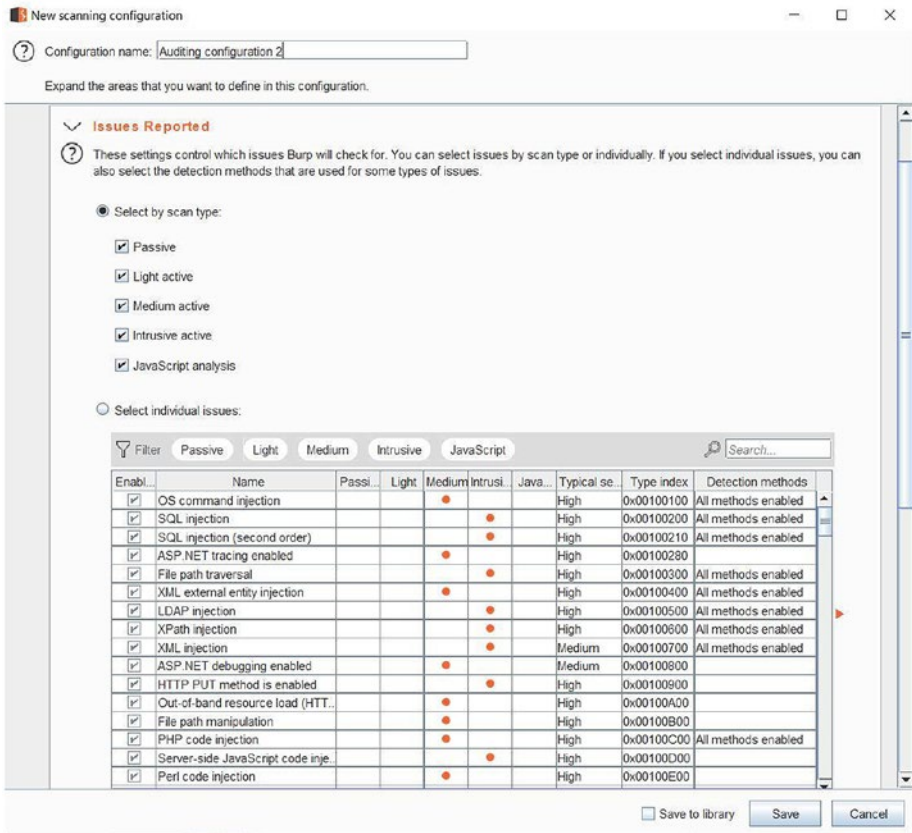 New scanning configuration
Configuration name: Auditing configuration 2
Expand the areas that you want to define in this configuration.
Issues Reported
These settings control which issues Burp will check for. You can select issues by scan type or individually. If you select individual issues, you can
also select the detection methods that are used for some types of issues.
Select by scan type:
Passive
Light active
Medium active
Intrusive active
JavaScript analysis
Select individual issues:
Filter Passive Light Medium Intrusive JavaScript Search...
Enabl... Name Passi... Light Medium Intrusi... Java... Typical se... Type index Detection methods
OS command injection High 0x00100100 All methods enabled
SQL injection High 0x00100200 All methods enabled
SQL injection (second order) High 0x00100210 All methods enabled
ASP.NET tracing enabled High 0x00100280
File path traversal High 0x00100300 All methods enabled
XML external entity injection High 0x00100400 All methods enabled
LDAP injection High 0x00100500 All methods enabled
XPath injection High 0x00100600 All methods enabled
XML injection Medium 0x00100700 All methods enabled
ASP.NET debugging enabled Medium 0x00100800
HTTP PUT method is enabled High 0x00100900
Out-of-band resource load (HTT... High 0x00100A00
File path manipulation High 0x00100B00
PHP code injection High 0x00100C00 All methods enabled
Server-side JavaScript code inje... High 0x00100D00
Perl code injection High 0x00100E00
Save to library Save Cancel